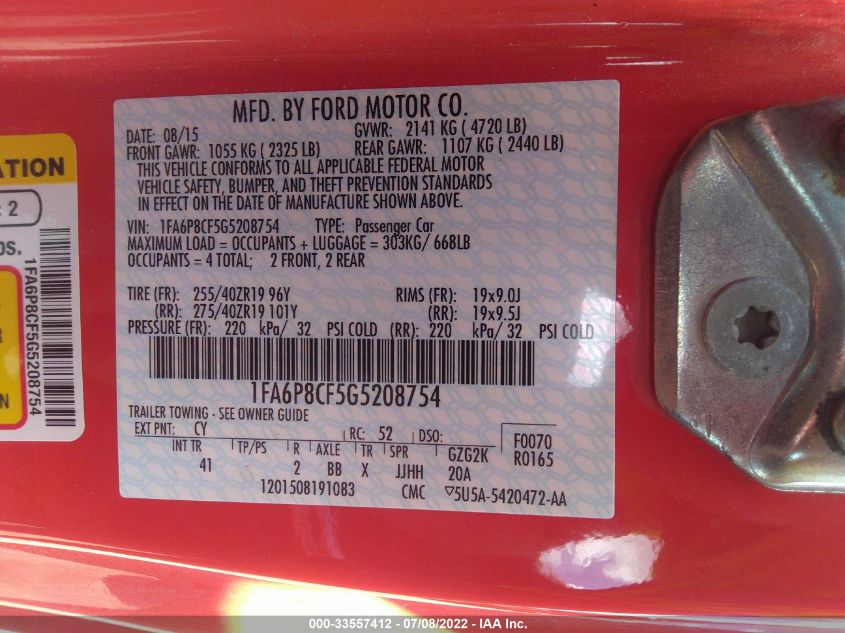 MFD. BY FORD MOTOR CO.
DATE: 08/15 GVWR: 2141 KG ( 4720 LB)
FRONT GAWR: 1055 KG ( 2325 LB) REAR GAWR: 1107 KG ( 2440 LB)
THIS VEHICLE CONFORMS TO ALL APPLICABLE FEDERAL MOTOR
VEHICLE SAFETY, BUMPER, AND THEFT PREVENTION STANDARDS
IN EFFECT ON THE DATE OF MANUFACTURE SHOWN ABOVE.
VIN: 1FA6P8CF5G5208754 TYPE: Passenger Car
MAXIMUM LOAD = OCCUPANTS + LUGGAGE = 303KG/ 668LB
OCCUPANTS = 4 TOTAL; 2 FRONT, 2 REAR
TIRE (FR): 255/40ZR19 96Y RIMS (FR): 19x9.0J
(RR): 275/40ZR19 101Y (RR): 19x9.5J
PRESSURE (FR): 220 kPa/ 32 PSI COLD (RR): 220 kPa/ 32 PSI COLD
1FA6P8CF5G5208754
TRAILER TOWING - SEE OWNER GUIDE
EXT PNT: CY RC: 52 DSO: F0070
R0165
INT TR TP/PS R AXLE TR SPR GZG2K
41 2 BB X JJHH 20A
1201508191083 CMC ▽5U5A-5420472-AA
ATION
: 2
os.
1FA6P8CF5G5208754
R
N
000-33557412 - 07/08/2022 - IAA Inc.